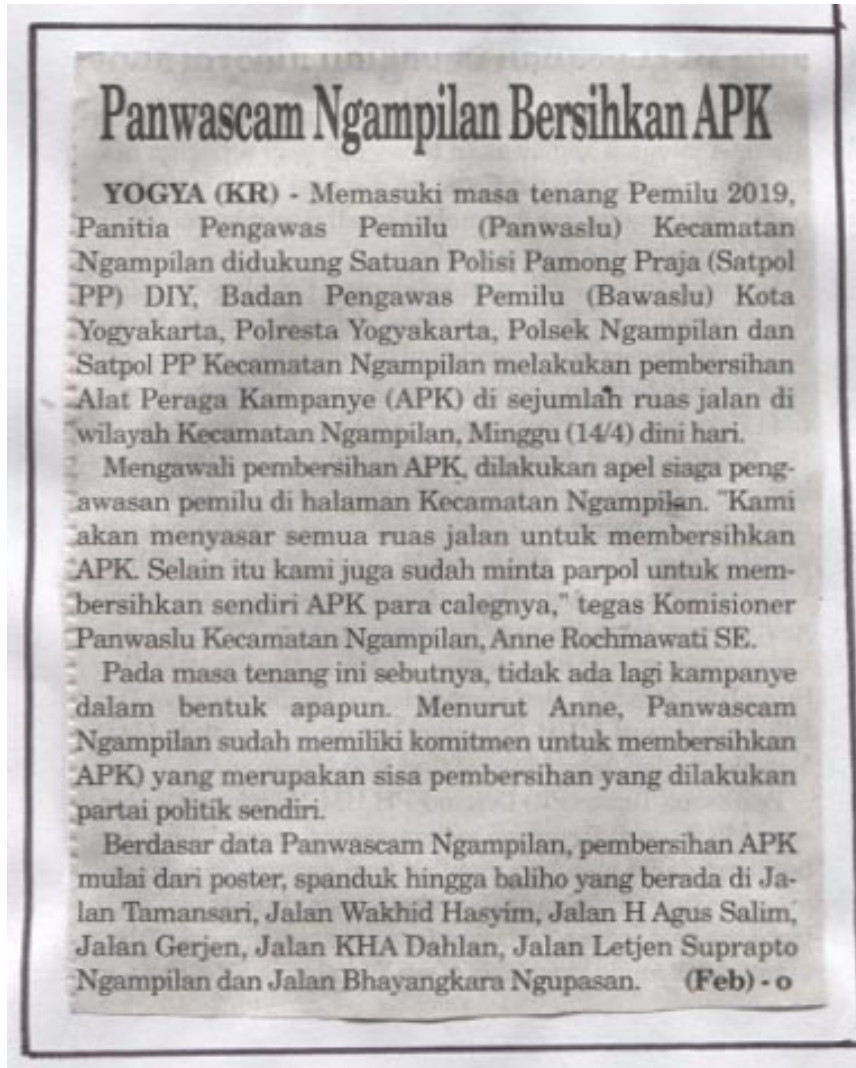 Panwascam Ngampilan Bersihkan APK
YOGYA (KR) - Memasuki masa tenang Pemilu 2019,
Panitia Pengawas Pemilu (Panwaslu) Kecamatan
Ngampilan didukung Satuan Polisi Pamong Praja (Satpol
PP) DIY, Badan Pengawas Pemilu (Bawaslu) Kota
Yogyakarta, Polresta Yogyakarta, Polsek Ngampilan dan
Satpol PP Kecamatan Ngampilan melakukan pembersihan
Alat Peraga Kampanye (APK) di sejumlah ruas jalan di
wilayah Kecamatan Ngampilan, Minggu (14/4) dini hari.
Mengawali pembersihan APK, dilakukan apel siaga peng-
awasan pemilu di halaman Kecamatan Ngampilan. "Kami
akan menyasar semua ruas jalan untuk membersihkan
APK. Selain itu kami juga sudah minta parpol untuk mem-
bersihkan sendiri APK para calegnya," tegas Komisioner
Panwaslu Kecamatan Ngampilan, Anne Rochmawati SE.
Pada masa tenang ini sebutnya, tidak ada lagi kampanye
dalam bentuk apapun. Menurut Anne, Panwascam
Ngampilan sudah memiliki komitmen untuk membersihkan
APK) yang merupakan sisa pembersihan yang dilakukan
partai politik sendiri.
Berdasar data Panwascam Ngampilan, pembersihan APK
mulai dari poster, spanduk hingga baliho yang berada di Ja-
lan Tamansari, Jalan Wakhid Hasyim, Jalan H Agus Salim,
Jalan Gerjen, Jalan KHA Dahlan, Jalan Letjen Suprapto
Ngampilan dan Jalan Bhayangkara Ngupasan. (Feb) - o